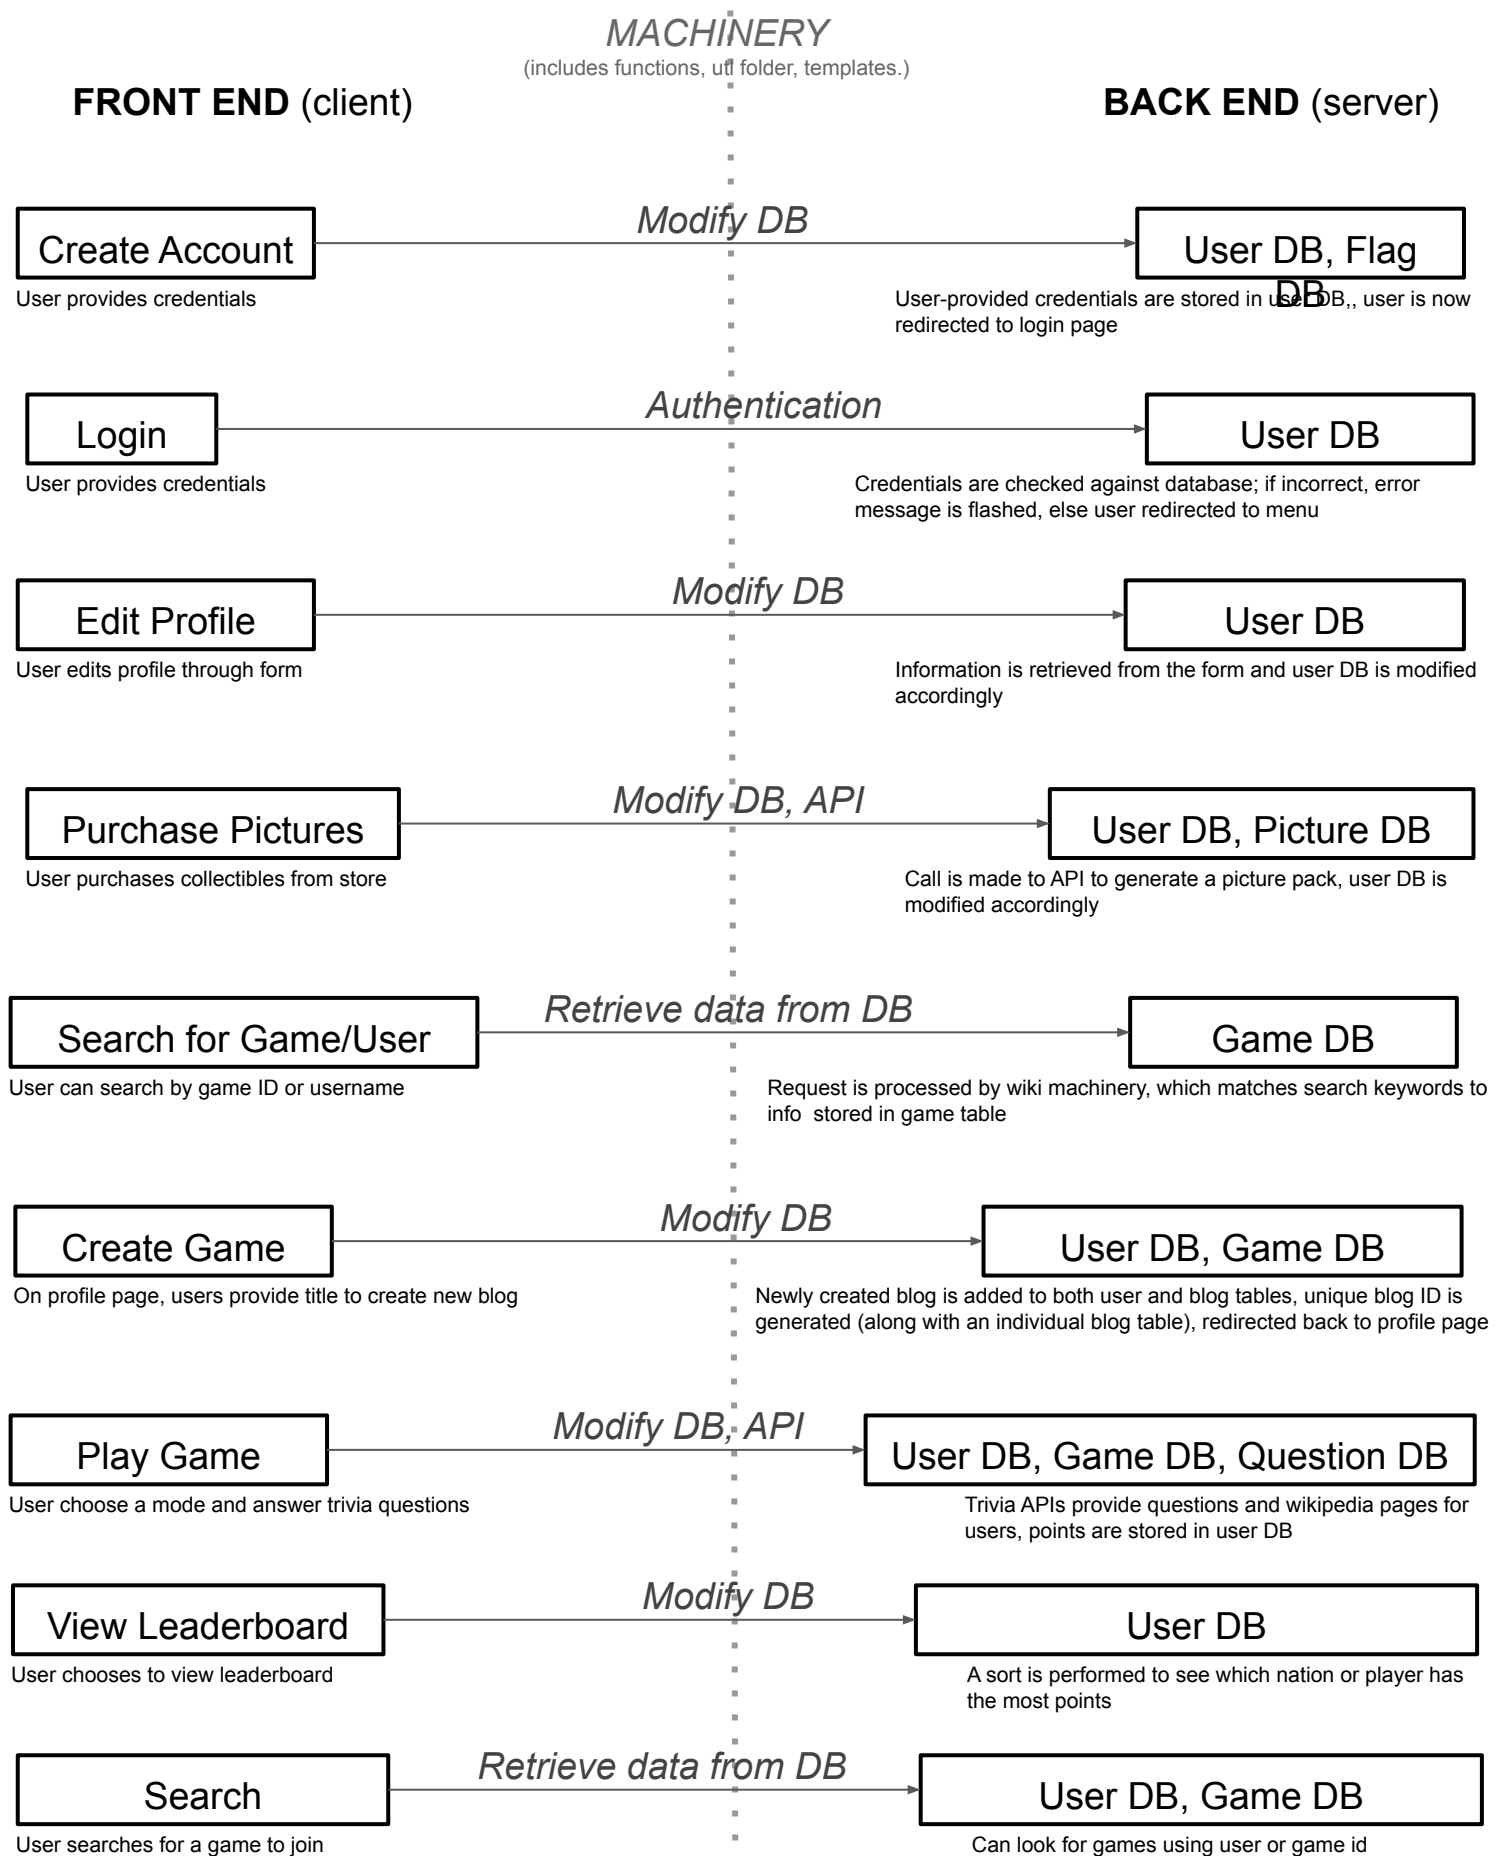 MACHINERY
(includes functions, utl folder, templates.)
FRONT END (client)
BACK END (server)
Modify DB
Create Account
User DB, Flag
DB
User provides credentials
User-provided credentials are stored in user DB,, user is now
redirected to login page
Authentication
Login
User DB
User provides credentials
Credentials are checked against database; if incorrect, error
message is flashed, else user redirected to menu
Modify DB
Edit Profile
User DB
User edits profile through form
Information is retrieved from the form and user DB is modified
accordingly
Modify DB, API
Purchase Pictures
User DB, Picture DB
User purchases collectibles from store
Call is made to API to generate a picture pack, user DB is
modified accordingly
Retrieve data from DB
Search for Game/User
Game DB
User can search by game ID or username
Request is processed by wiki machinery, which matches search keywords to
info  stored in game table
Modify DB
Create Game
User DB, Game DB
On profile page, users provide title to create new blog
Newly created blog is added to both user and blog tables, unique blog ID is
generated (along with an individual blog table), redirected back to profile page
Modify DB, API
Play Game
User DB, Game DB, Question DB
User choose a mode and answer trivia questions
Trivia APIs provide questions and wikipedia pages for
users, points are stored in user DB
Modify DB
View Leaderboard
User DB
User chooses to view leaderboard
A sort is performed to see which nation or player has
the most points
Retrieve data from DB
Search
User DB, Game DB
User searches for a game to join
Can look for games using user or game id